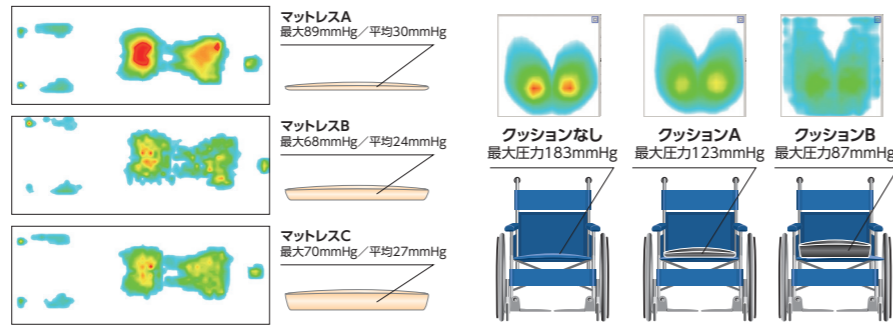 マットレスA
最大89mmHg／平均30mmHg
マットレスB
最大68mmHg／平均24mmHg
マットレスC
最大70mmHg／平均27mmHg
クッションなし
最大圧力183mmHg
クッションA
最大圧力123mmHg
クッションB
最大圧力87mmHg